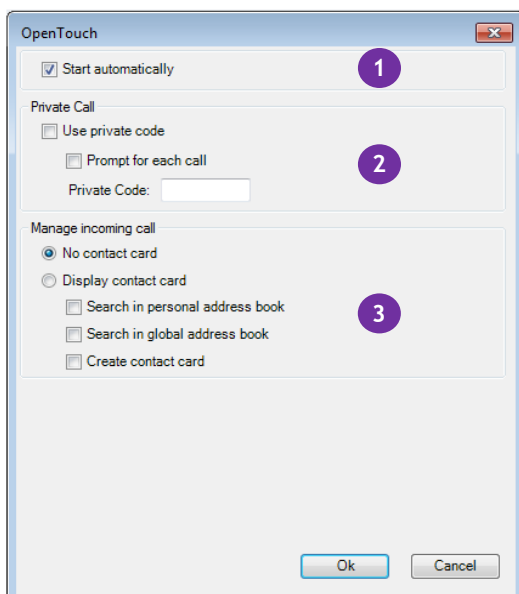 OpenTouch
Start automatically
1
Private Call
Use private code
Prompt for each call
2
Private Code:
Manage incoming call
No contact card
Display contact card
Search in personal address book
3
Search in global address book
Create contact card
Ok
Cancel